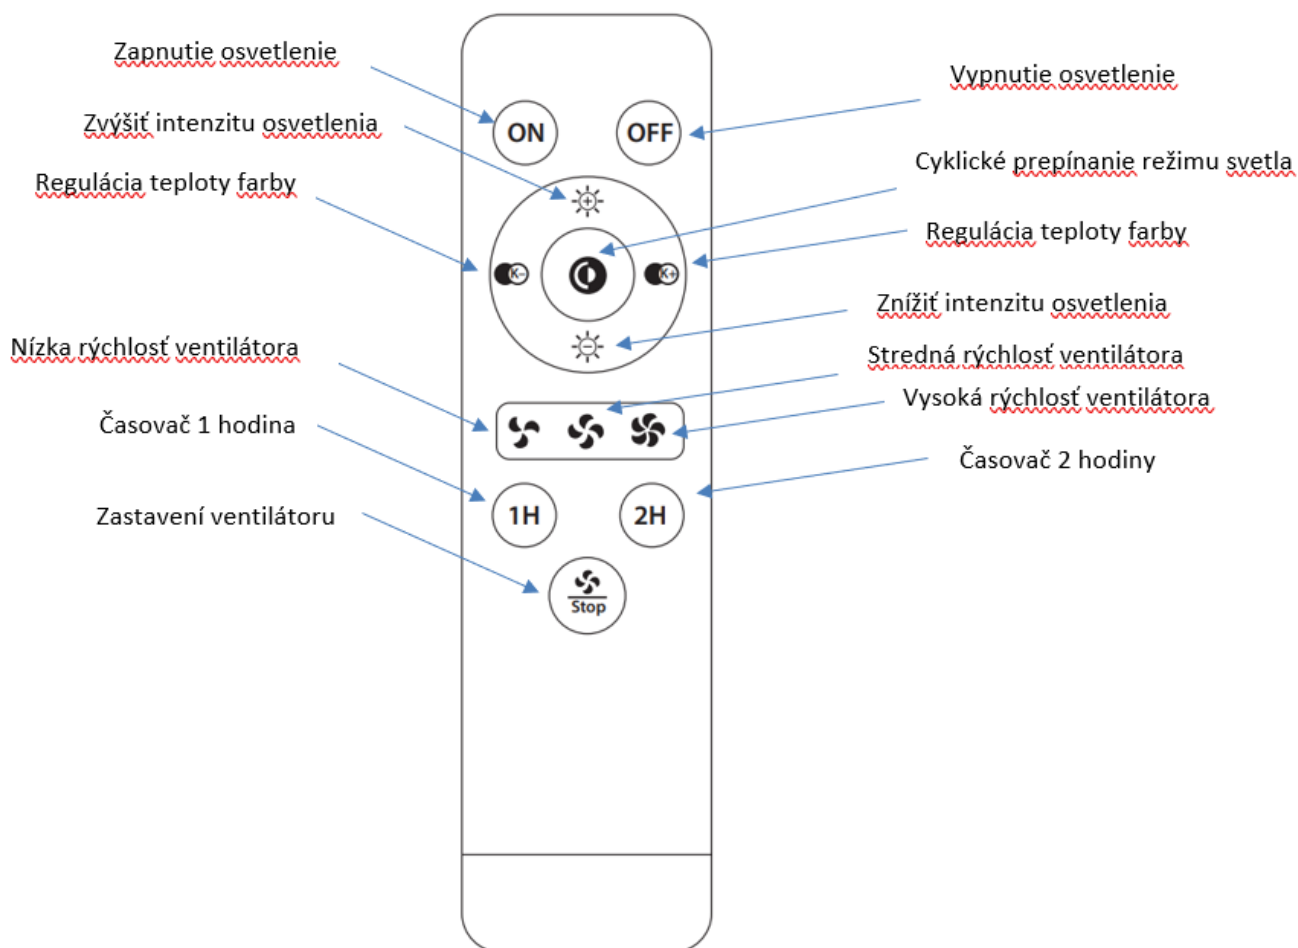 Zapnutie osvetlenie
Vypnutie osvetlenie
Zvýšiť intenzitu osvetlenia
ON
OFF
Cyklické prepínanie režimu svetla
Regulácia teploty farby
Regulácia teploty farby
K-
K+
Znížiť intenzitu osvetlenia
Nízka rýchlosť ventilátora
Stredná rýchlosť ventilátora
Vysoká rýchlosť ventilátora
Časovač 1 hodina
Časovač 2 hodiny
1H
2H
Zastavení ventilátoru
Stop